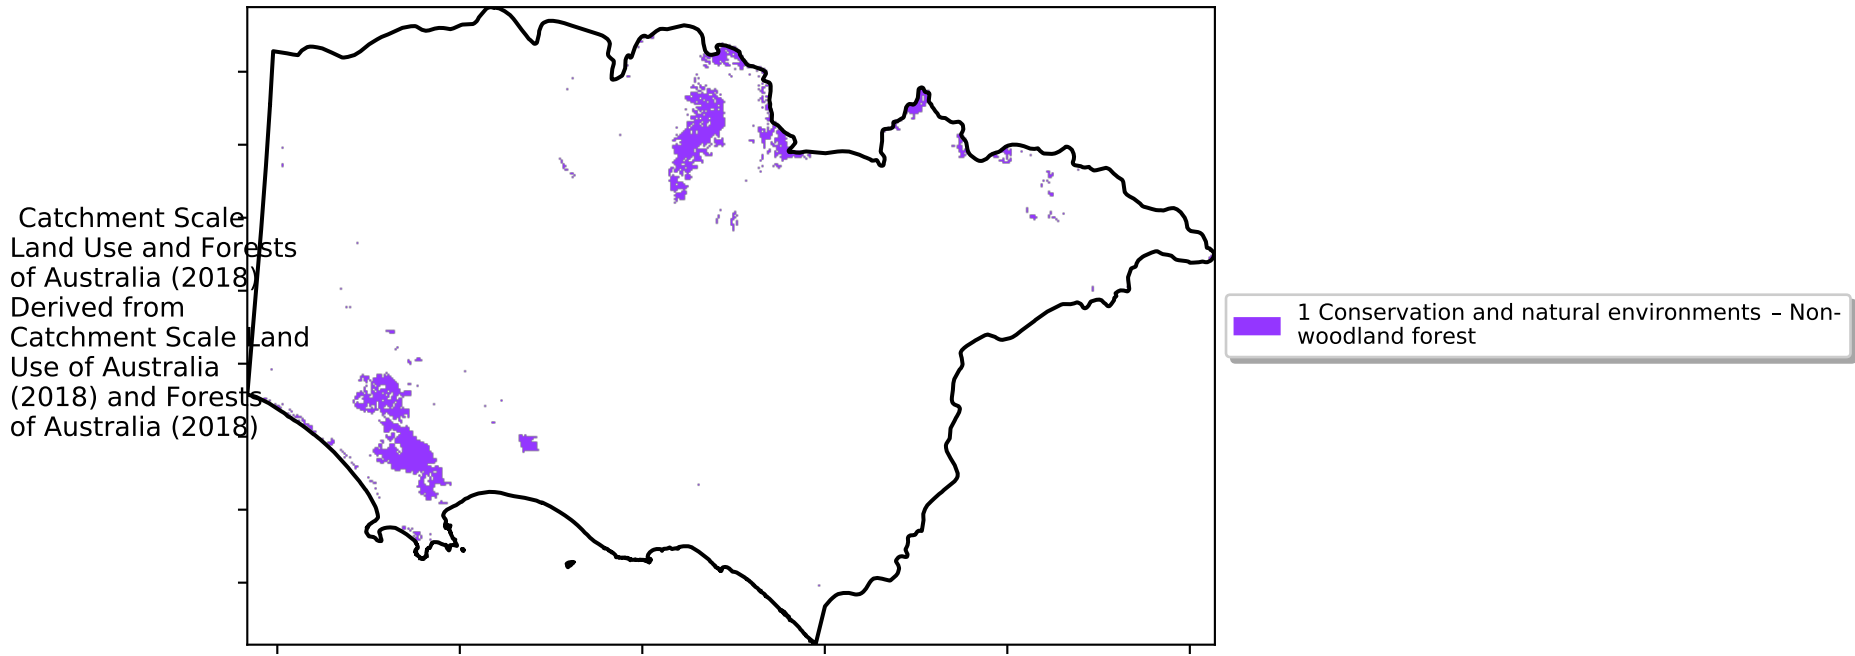 Catchment Scale
Land Use and Forests
of Australia (2018)
Derived from
Catchment Scale Land
Use of Australia
(2018) and Forests
of Australia (2018)
1 Conservation and natural environments – Non-
woodland forest